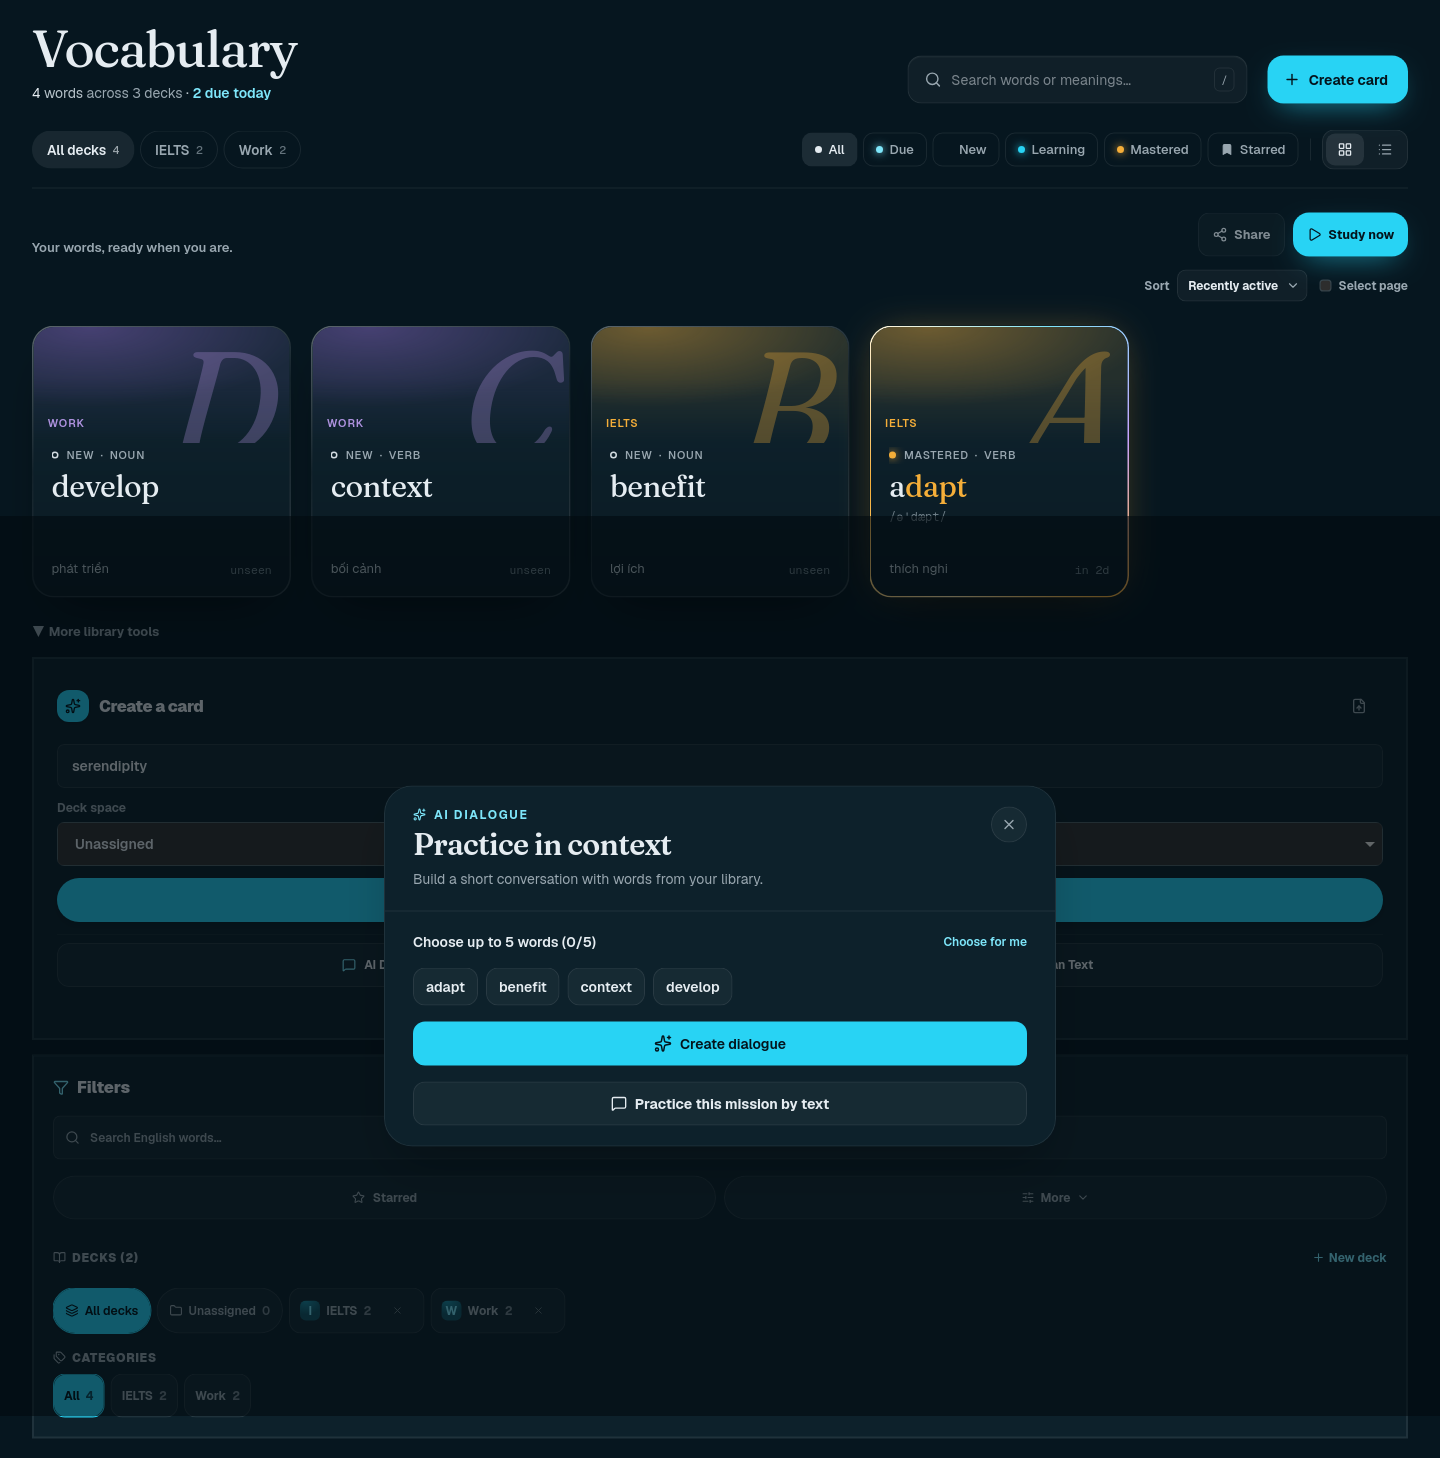 Vocabulary
4 words across 3 decks · 2 due today
Search words or meanings...
/
Create card
All decks 4
IELTS 2
Work 2
All
Due
New
Learning
Mastered
Starred
Your words, ready when you are.
Share
Study now
Sort
Recently active
Select page
D
WORK
NEW · NOUN
develop
phát triển
unseen
C
WORK
NEW · VERB
context
bối cảnh
unseen
B
IELTS
NEW · NOUN
benefit
lợi ích
unseen
A
IELTS
MASTERED · VERB
adapt
/əˈdæpt/
thích nghi
in 2d
▼ More library tools
Create a card
serendipity
Deck space
Unassigned
AI D
an Text
AI DIALOGUE
Practice in context
Build a short conversation with words from your library.
Choose up to 5 words (0/5)
Choose for me
adapt
benefit
context
develop
Create dialogue
Practice this mission by text
Filters
Search English words...
Starred
More
DECKS (2)
+ New deck
All decks
Unassigned 0
I IELTS 2 ×
W Work 2 ×
CATEGORIES
All 4
IELTS 2
Work 2